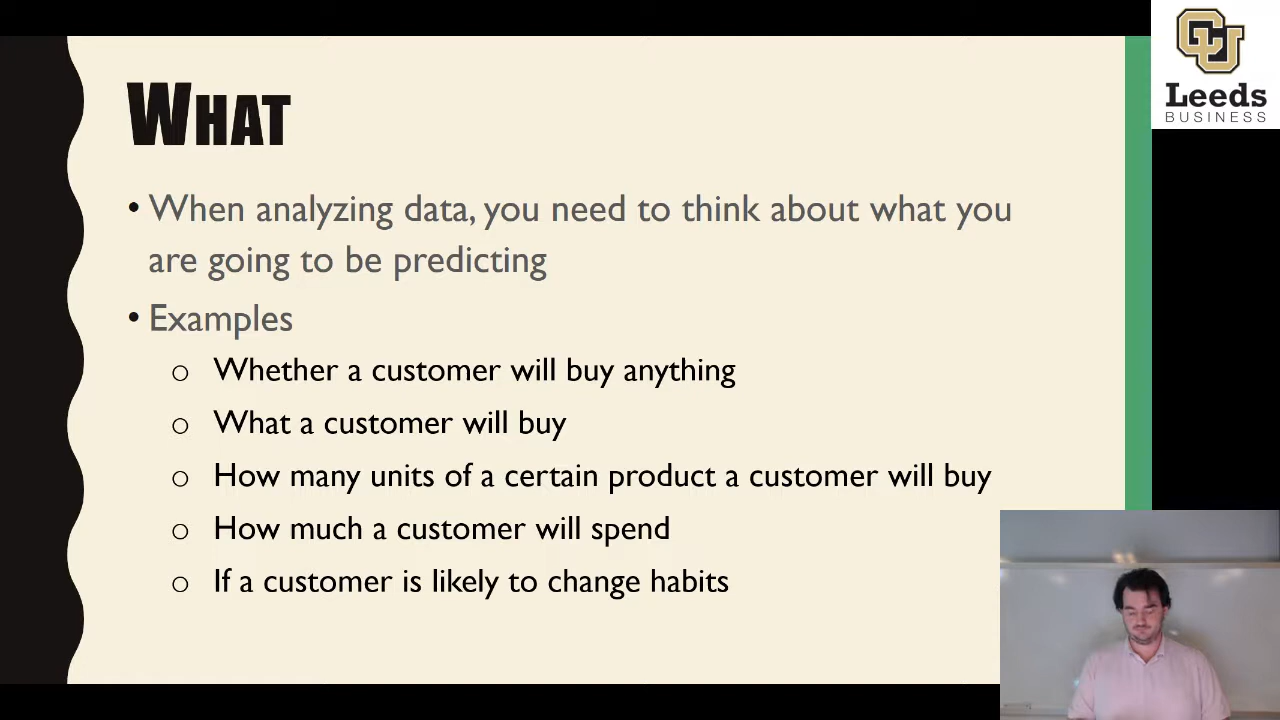 WHAT
• When analyzing data, you need to think about what you
are going to be predicting
• Examples
o Whether a customer will buy anything
o What a customer will buy
o How many units of a certain product a customer will buy
o How much a customer will spend
o If a customer is likely to change habits
CU
Leeds
BUSINESS